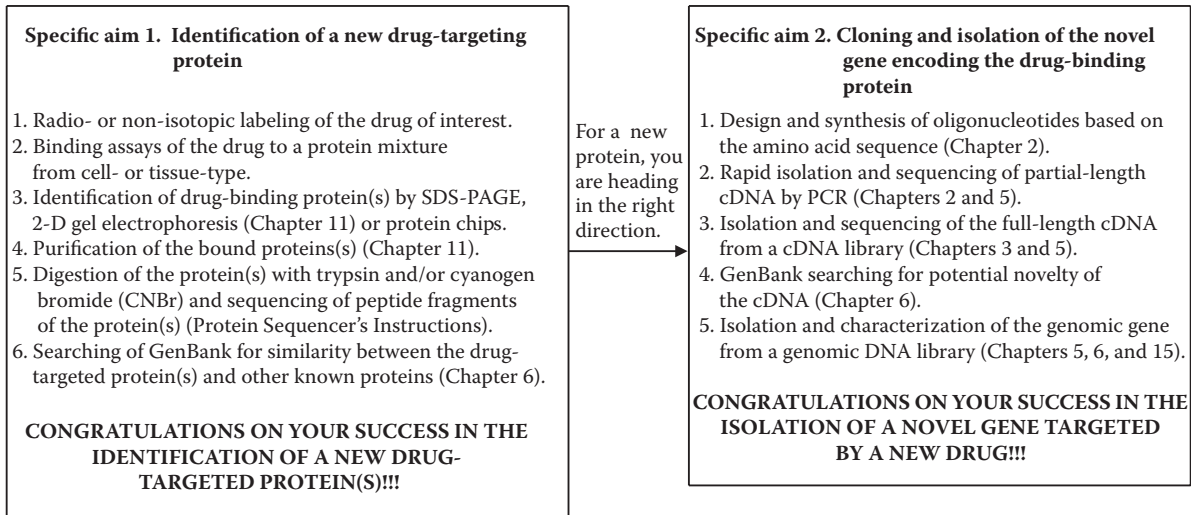 Specific aim 1. Identification of a new drug-targeting
protein
1. Radio- or non-isotopic labeling of the drug of interest.
2. Binding assays of the drug to a protein mixture
from cell- or tissue-type.
3. Identification of drug-binding protein(s) by SDS-PAGE,
2-D gel electrophoresis (Chapter 11) or protein chips.
4. Purification of the bound proteins(s) (Chapter 11).
5. Digestion of the protein(s) with trypsin and/or cyanogen
bromide (CNBr) and sequencing of peptide fragments
of the protein(s) (Protein Sequencer's Instructions).
6. Searching of GenBank for similarity between the drug-
targeted protein(s) and other known proteins (Chapter 6).
CONGRATULATIONS ON YOUR SUCCESS IN THE
IDENTIFICATION OF A NEW DRUG-
TARGETED PROTEIN(S)!!!
For a new
protein, you
are heading
in the right
direction.
Specific aim 2. Cloning and isolation of the novel
gene encoding the drug-binding
protein
1. Design and synthesis of oligonucleotides based on
the amino acid sequence (Chapter 2).
2. Rapid isolation and sequencing of partial-length
cDNA by PCR (Chapters 2 and 5).
3. Isolation and sequencing of the full-length cDNA
from a cDNA library (Chapters 3 and 5).
4. GenBank searching for potential novelty of
the cDNA (Chapter 6).
5. Isolation and characterization of the genomic gene
from a genomic DNA library (Chapters 5, 6, and 15).
CONGRATULATIONS ON YOUR SUCCESS IN THE
ISOLATION OF A NOVEL GENE TARGETED
BY A NEW DRUG!!!